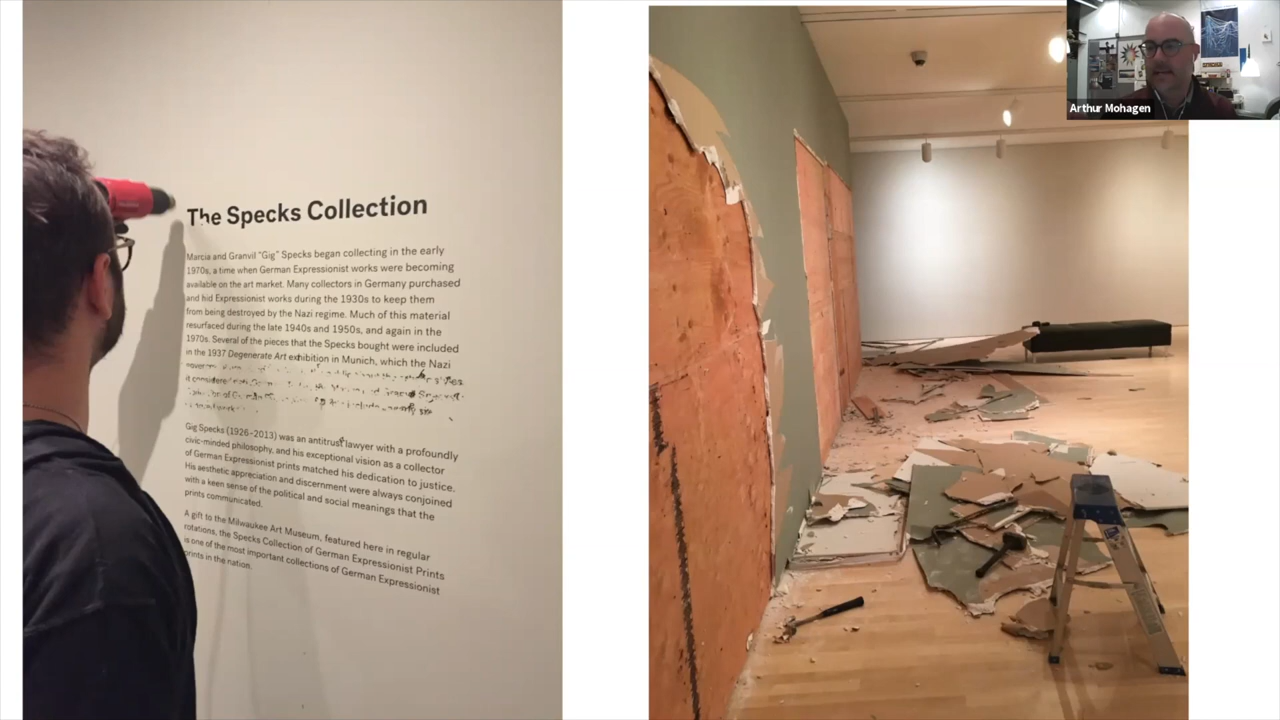 Arthur Mohagen
The Specks Collection
Marcia and Granvil "Gig" Specks began collecting in the early
1970s, a time when German Expressionist works were becoming
available on the art market. Many collectors in Germany purchased
and hid Expressionist works during the 1930s to keep them
from being destroyed by the Nazi regime. Much of this material
resurfaced during the late 1940s and 1950s, and again in the
1970s. Several of the pieces that the Specks bought were included
in the 1937 Degenerate Art exhibition in Munich, which the Nazi
it considere
Gig Specks (1926–2013) was an antitrust lawyer with a profoundly
civic-minded philosophy, and his exceptional vision as a collector
of German Expressionist prints matched his dedication to justice.
His aesthetic appreciation and discernment were always conjoined
with a keen sense of the political and social meanings that the
prints communicated.
A gift to the Milwaukee Art Museum, featured here in regular
rotations, the Specks Collection of German Expressionist Prints
is one of the most important collections of German Expressionist
prints in the nation.